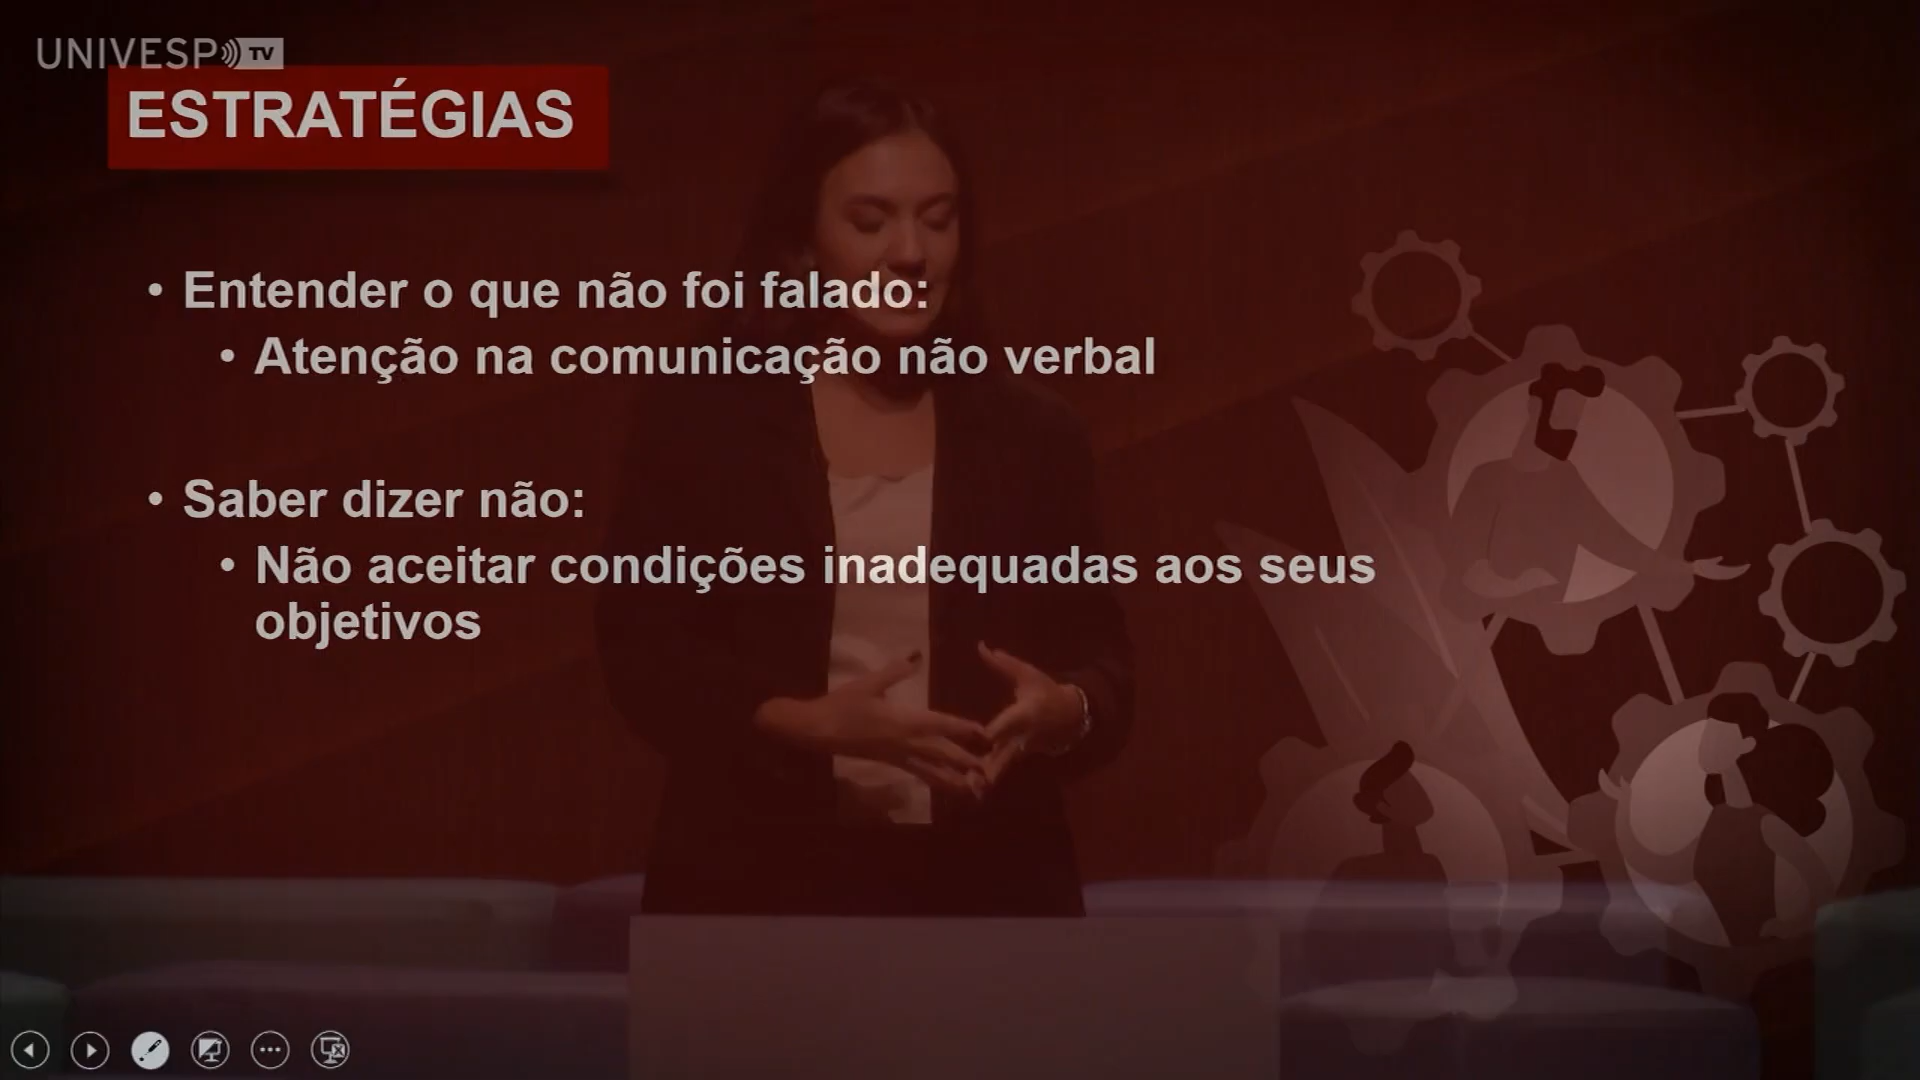 UNIVESP TV
ESTRATÉGIAS
• Entender o que não foi falado:
• Atenção na comunicação não verbal
• Saber dizer não:
• Não aceitar condições inadequadas aos seus
objetivos